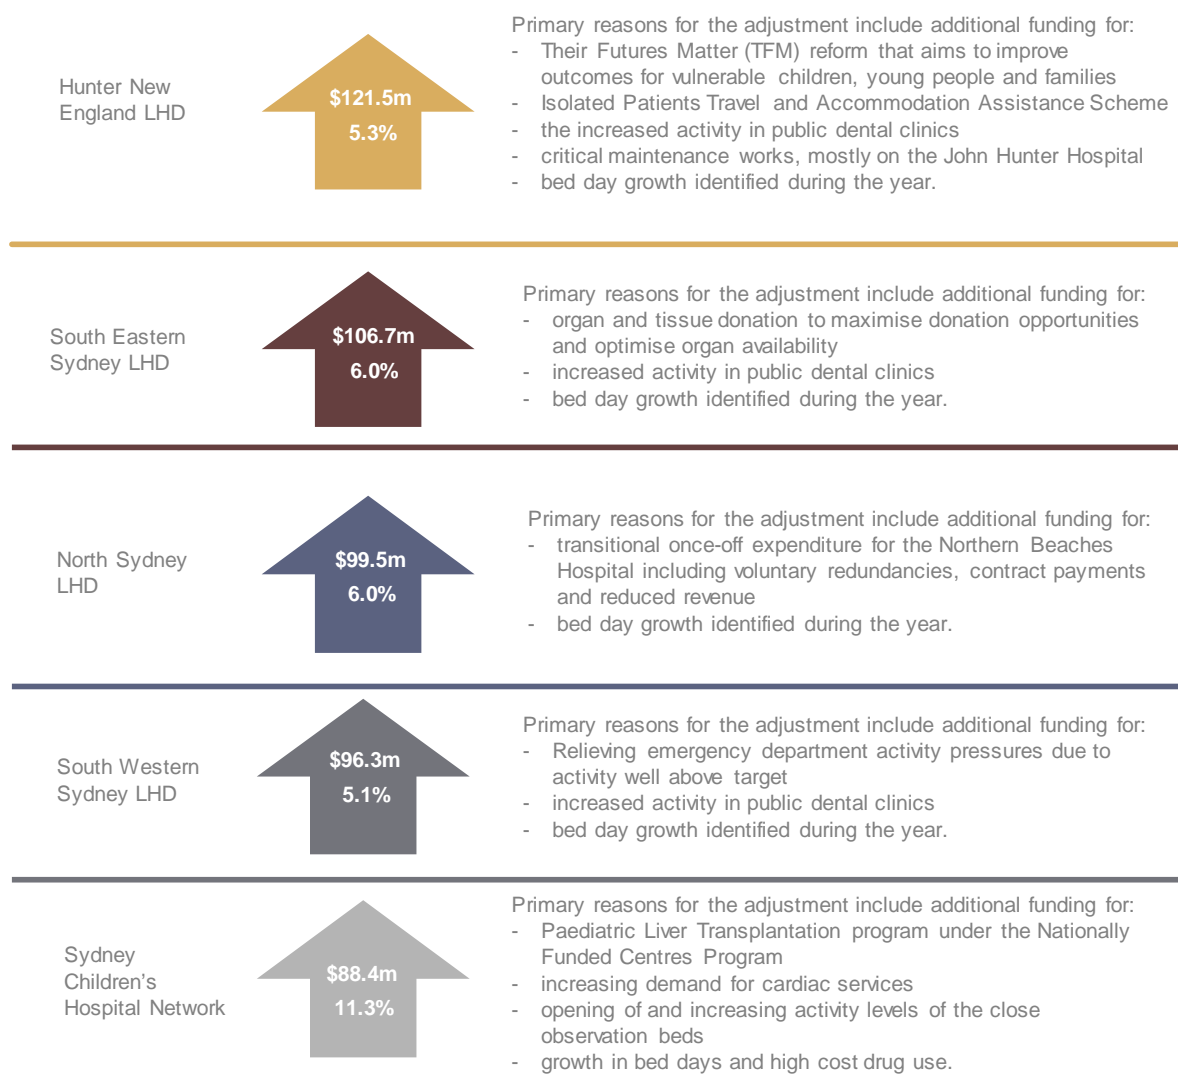 Hunter New
England LHD
$121.5m
5.3%
Primary reasons for the adjustment include additional funding for:
- Their Futures Matter (TFM) reform that aims to improve
outcomes for vulnerable children, young people and families
- Isolated Patients Travel and Accommodation Assistance Scheme
- the increased activity in public dental clinics
- critical maintenance works, mostly on the John Hunter Hospital
- bed day growth identified during the year.
South Eastern
Sydney LHD
$106.7m
6.0%
Primary reasons for the adjustment include additional funding for:
- organ and tissue donation to maximise donation opportunities
and optimise organ availability
- increased activity in public dental clinics
- bed day growth identified during the year.
North Sydney
LHD
$99.5m
6.0%
Primary reasons for the adjustment include additional funding for:
- transitional once-off expenditure for the Northern Beaches
Hospital including voluntary redundancies, contract payments
and reduced revenue
- bed day growth identified during the year.
South Western
Sydney LHD
$96.3m
5.1%
Primary reasons for the adjustment include additional funding for:
- Relieving emergency department activity pressures due to
activity well above target
- increased activity in public dental clinics
- bed day growth identified during the year.
Sydney
Children's
Hospital Network
$88.4m
11.3%
Primary reasons for the adjustment include additional funding for:
- Paediatric Liver Transplantation program under the Nationally
Funded Centres Program
- increasing demand for cardiac services
- opening of and increasing activity levels of the close
observation beds
- growth in bed days and high cost drug use.